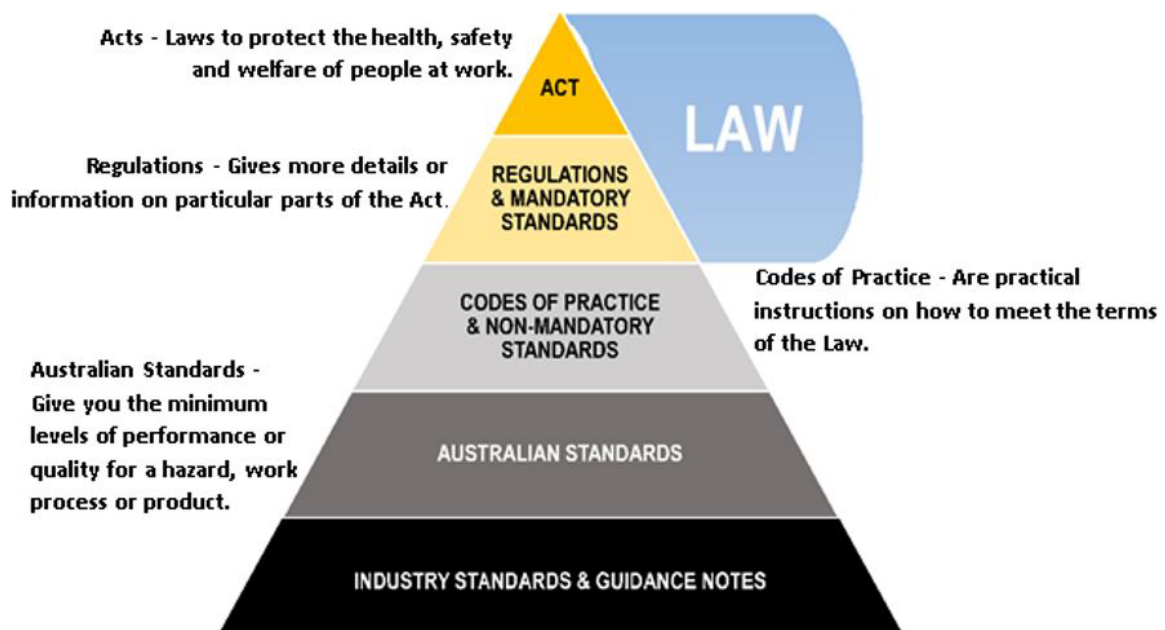 Acts - Laws to protect the health, safety
and welfare of people at work.
ACT
LAW
Regulations - Gives more details or
information on particular parts of the Act.
REGULATIONS
& MANDATORY
STANDARDS
Codes of Practice - Are practical
instructions on how to meet the terms
of the Law.
CODES OF PRACTICE
& NON-MANDATORY
STANDARDS
Australian Standards -
Give you the minimum
levels of performance or
quality for a hazard, work
process or product.
AUSTRALIAN STANDARDS
INDUSTRY STANDARDS & GUIDANCE NOTES